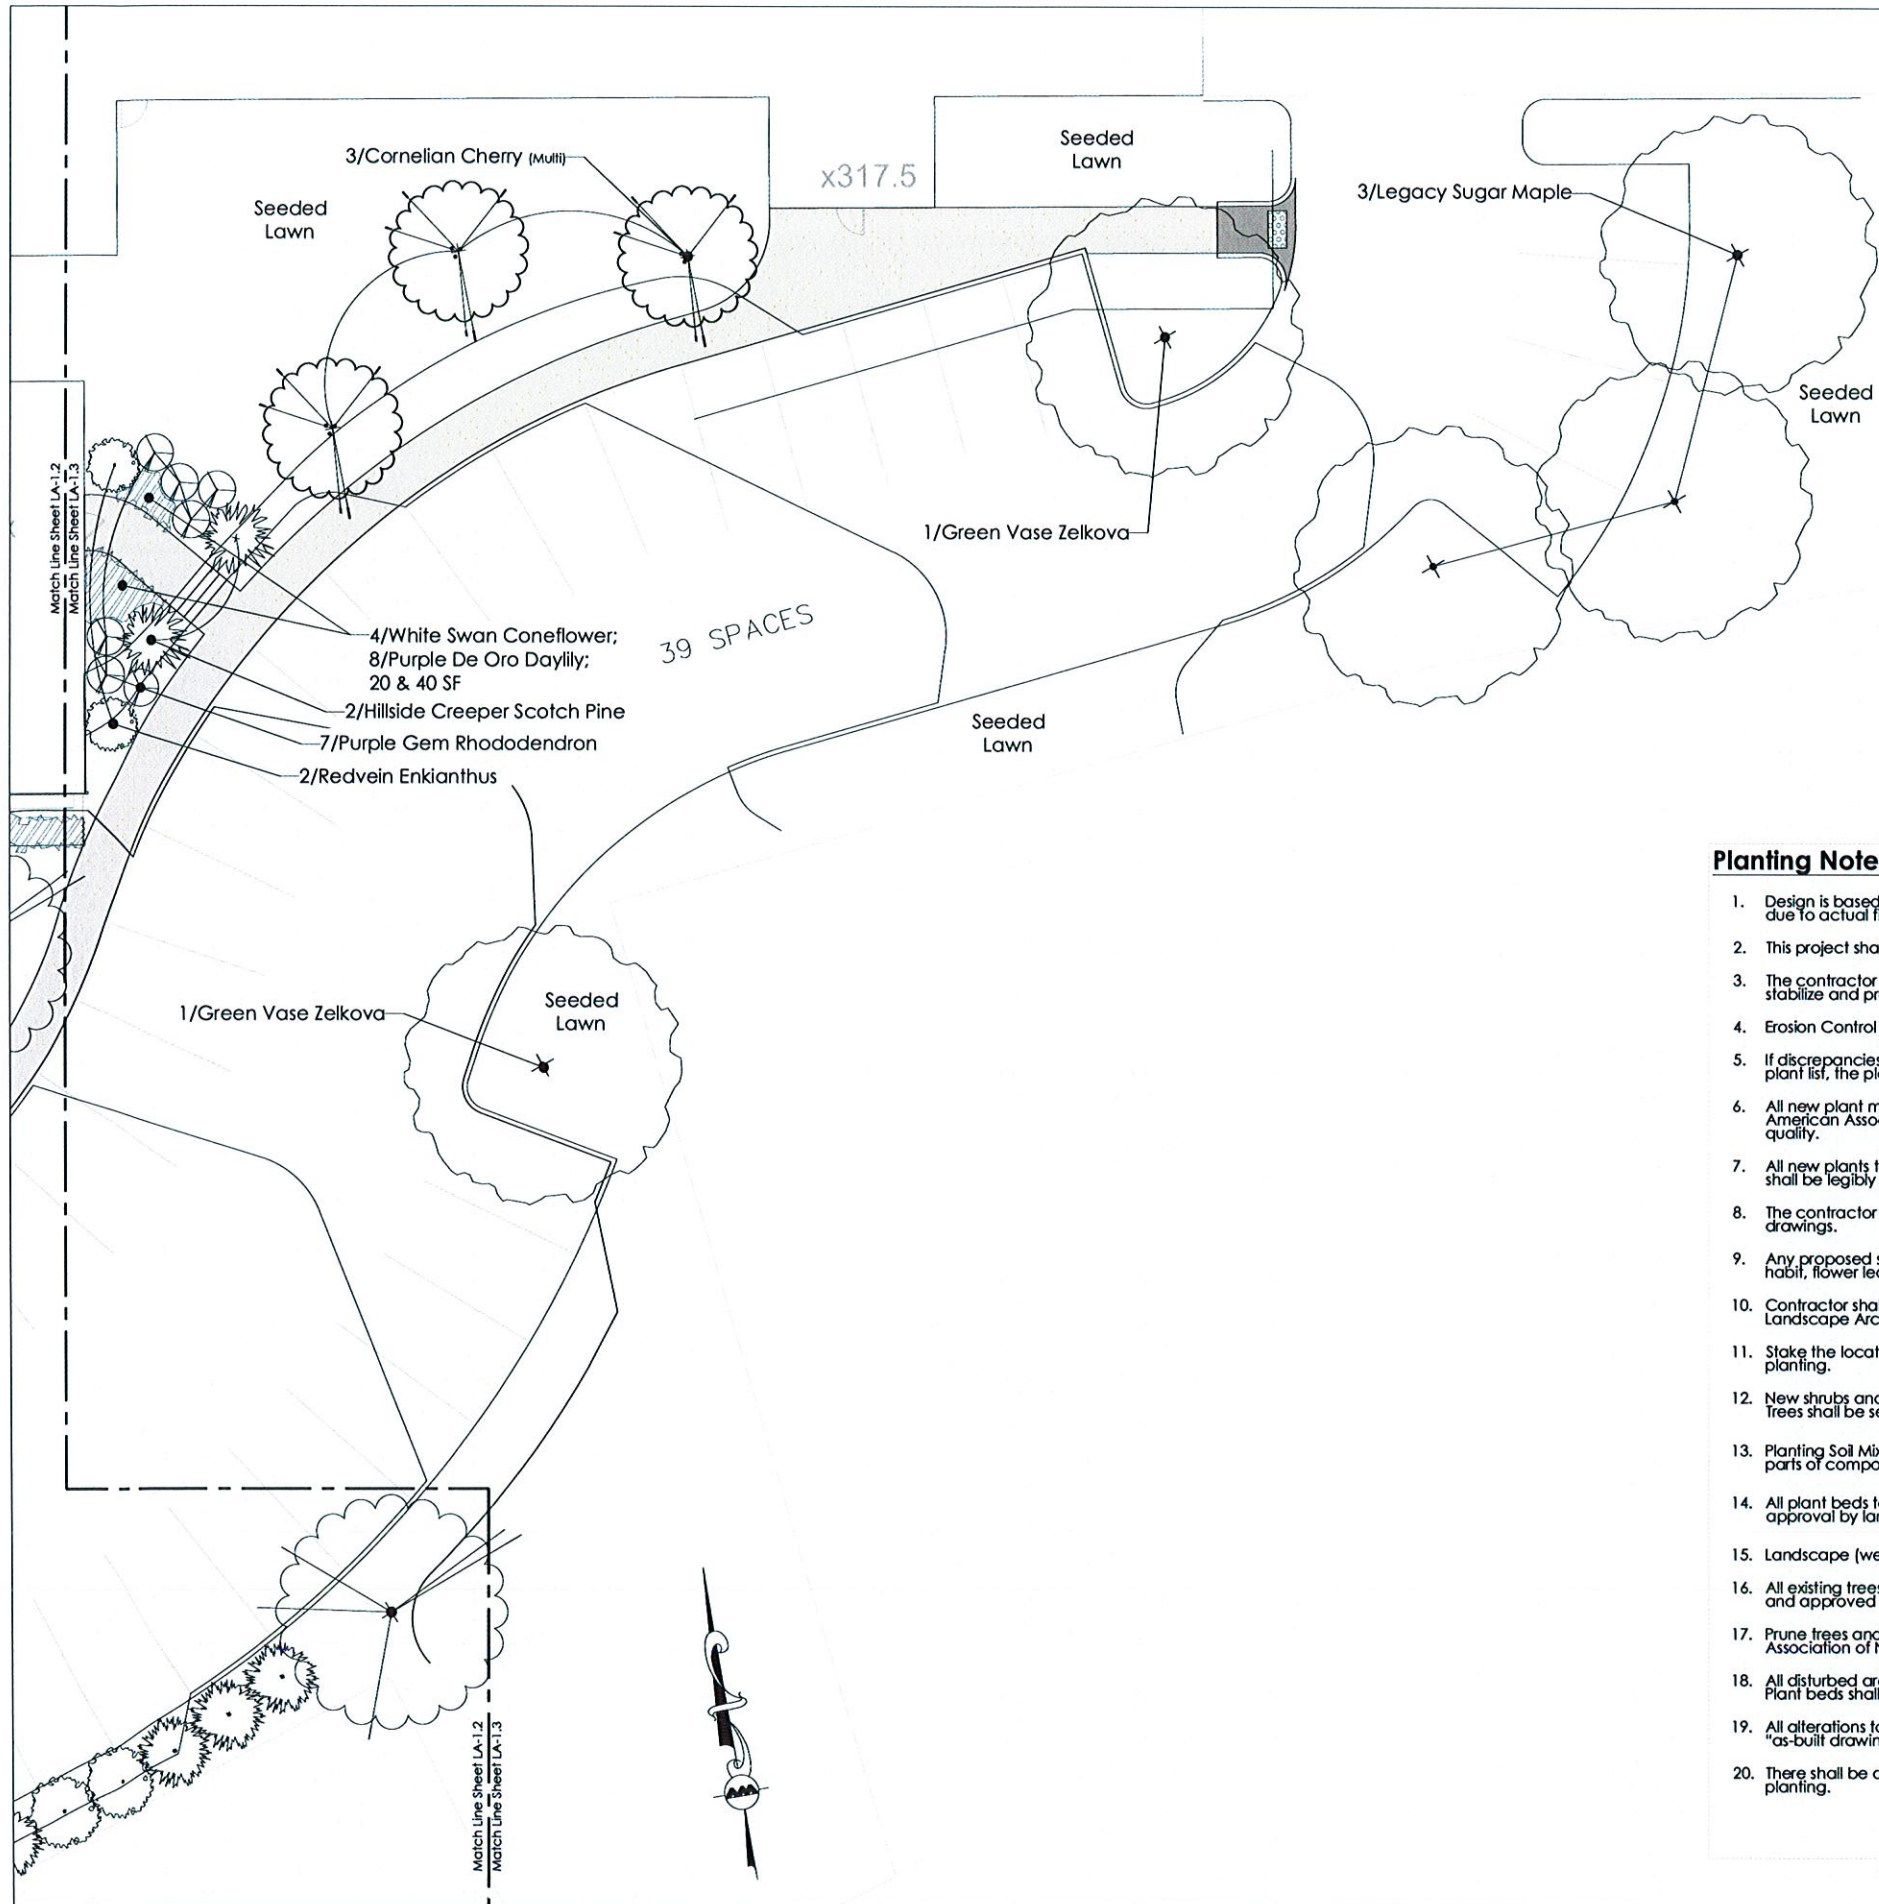 3/Cornelian Cherry (Multi)
Seeded
Lawn
x317.5
Seeded
Lawn
3/Legacy Sugar Maple
Seeded
Lawn
Match Line Sheet LA-1.2
Match Line Sheet LA-1.3
1/Green Vase Zelkova
4/White Swan Coneflower;
8/Purple De Oro Daylily;
20 & 40 SF
39 SPACES
2/Hillside Creeper Scotch Pine
7/Purple Gem Rhododendron
2/Redvein Enkianthus
Seeded
Lawn
1/Green Vase Zelkova
Seeded
Lawn
Match Line Sheet LA-1.2
Match Line Sheet LA-1.3
Planting Note
1. Design is based
due to actual f
2. This project sha
3. The contractor
stabilize and pr
4. Erosion Control
5. If discrepancies
plant list, the pl
6. All new plant m
American Asso
quality.
7. All new plants t
shall be legibly
8. The contractor
drawings.
9. Any proposed s
habit, flower lea
10. Contractor shal
Landscape Arc
11. Stake the locat
planting.
12. New shrubs and
Trees shall be se
13. Planting Soil Mix
parts of compo
14. All plant beds to
approval by lan
15. Landscape (we
16. All existing trees
and approved
17. Prune trees and
Association of N
18. All disturbed are
Plant beds shall
19. All alterations to
"as-built drawin
20. There shall be a
planting.